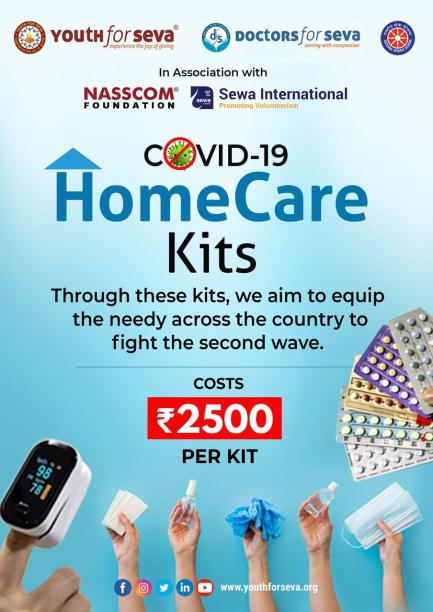 YOUTH for SEVA®
experience the joy of giving
DOCTORS for SEVA
serving with compassion
In Association with
NASSCOM®
FOUNDATION
sewa
Sewa International
Promoting Volunteerism
COVID-19
HomeCare
Kits
Through these kits, we aim to equip
the needy across the country to
fight the second wave.
COSTS
₹2500
PER KIT
98
78
www.youthforseva.org